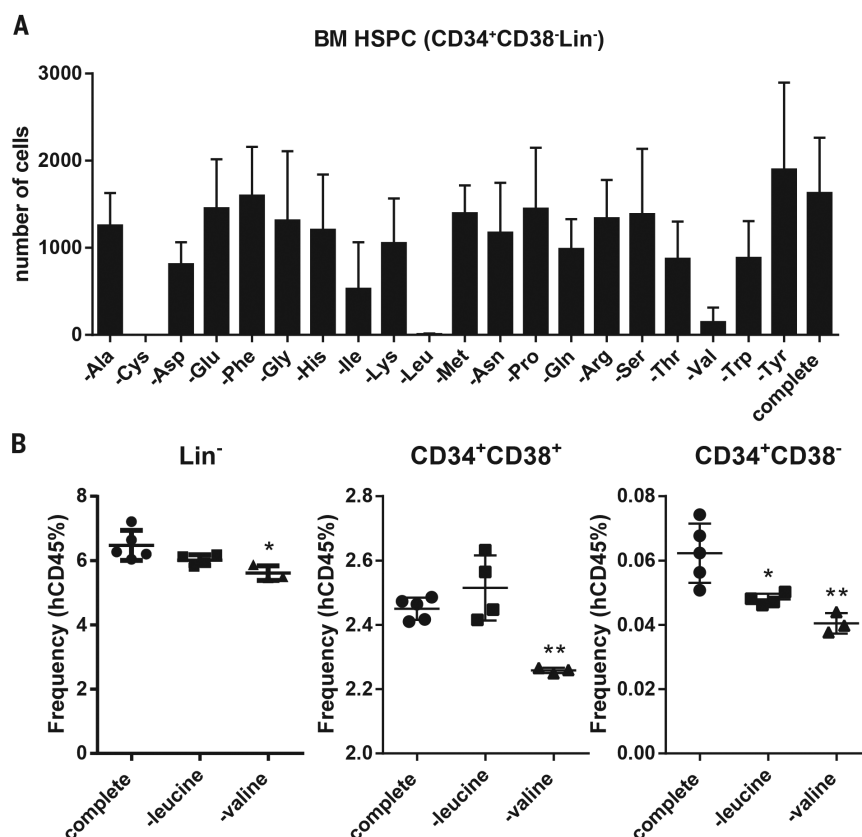 A
BM HSPC (CD34⁺CD38⁻Lin⁻)
number of cells
3000
2000
1000
0
-Ala
-Cys
-Asp
-Glu
-Phe
-Gly
-His
-Ile
-Lys
-Leu
-Met
-Asn
-Pro
-Gln
-Arg
-Ser
-Thr
-Val
-Trp
-Tyr
complete
B
Lin⁻
Frequency (hCD45%)
8
6
4
2
0
*
complete
-leucine
-valine
CD34⁺CD38⁺
Frequency (hCD45%)
2.8
2.6
2.4
2.2
2.0
**
complete
-leucine
-valine
CD34⁺CD38⁻
Frequency (hCD45%)
0.08
0.06
0.04
0.02
0.00
*
**
complete
-leucine
-valine